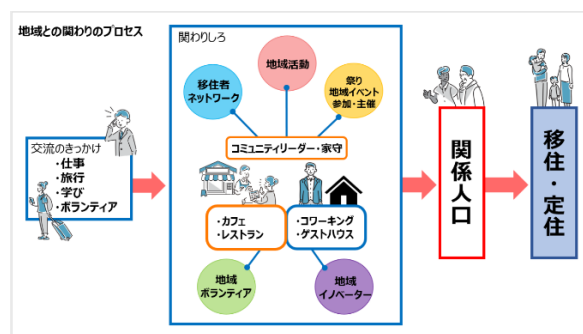 地域との関わりのプロセス
交流のきっかけ
・仕事
・旅行
・学び
・ボランティア
関わりしろ
移住者
ネットワーク
地域活動
祭り
地域イベント
参加・主催
コミュニティリーダー・家守
・カフェ
・レストラン
・コワーキング
・ゲストハウス
地域
ボランティア
地域
イノベーター
関係人口
移住・定住